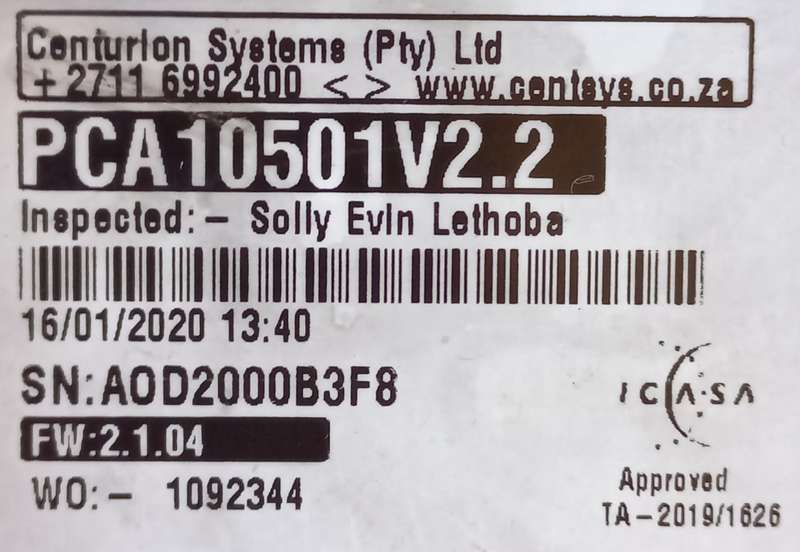 Centurion Systems (Pty) Ltd
+2711 6992400 < > www.centsys.co.za
PCA10501V2.2
Inspected:- Solly Evin Lethoba
16/01/2020 13:40
SN:A0D2000B3F8
FW:2.1.04
WO:- 1092344
ICASA
Approved
TA-2019/1626